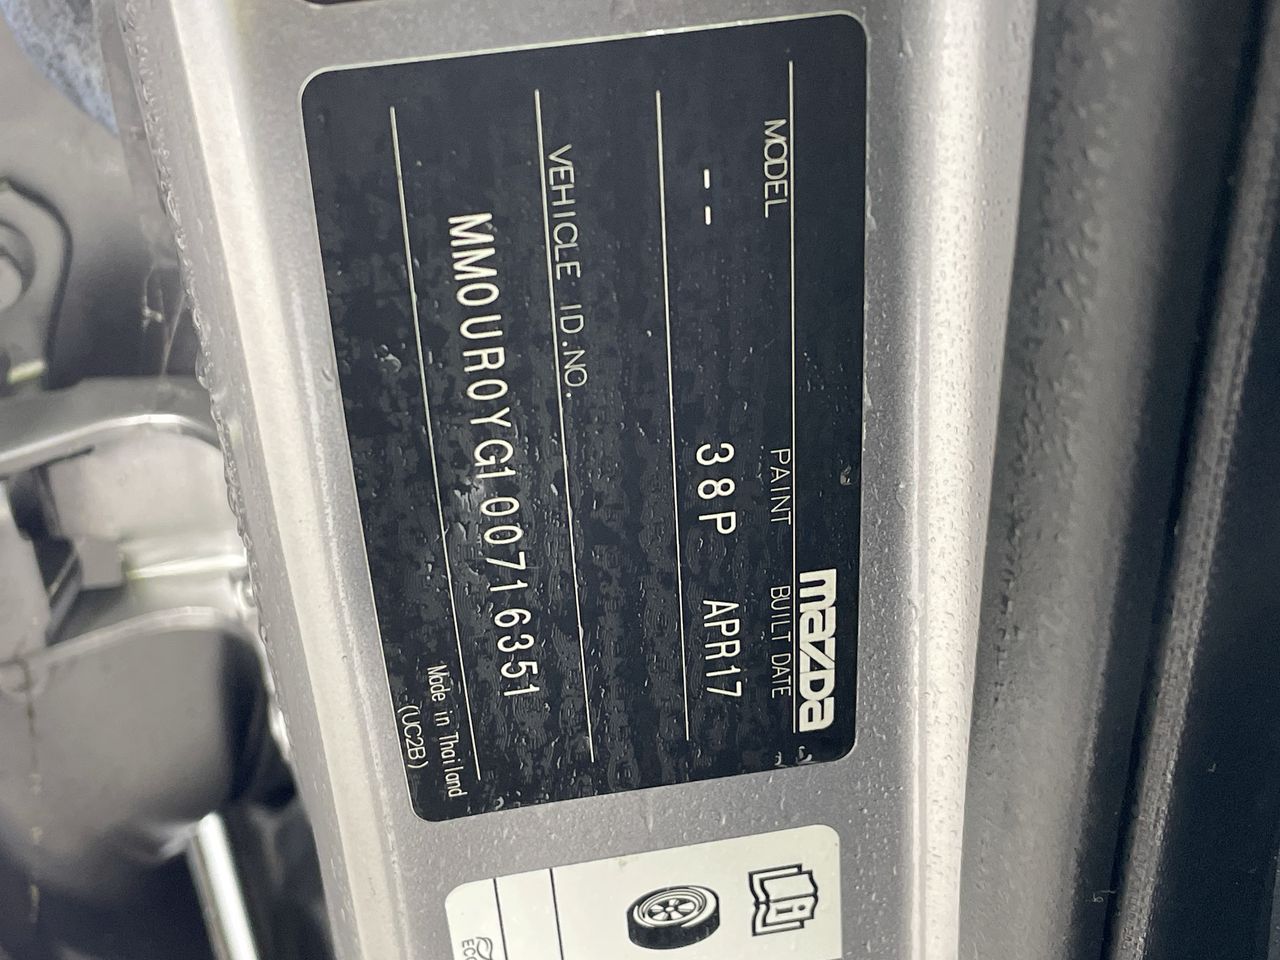 mazDa
MODEL PAINT BUILT DATE
-- 38P APR17
VEHICLE ID.NO.
MM0UR0YG100716351
Made in Thailand
(UC2B)